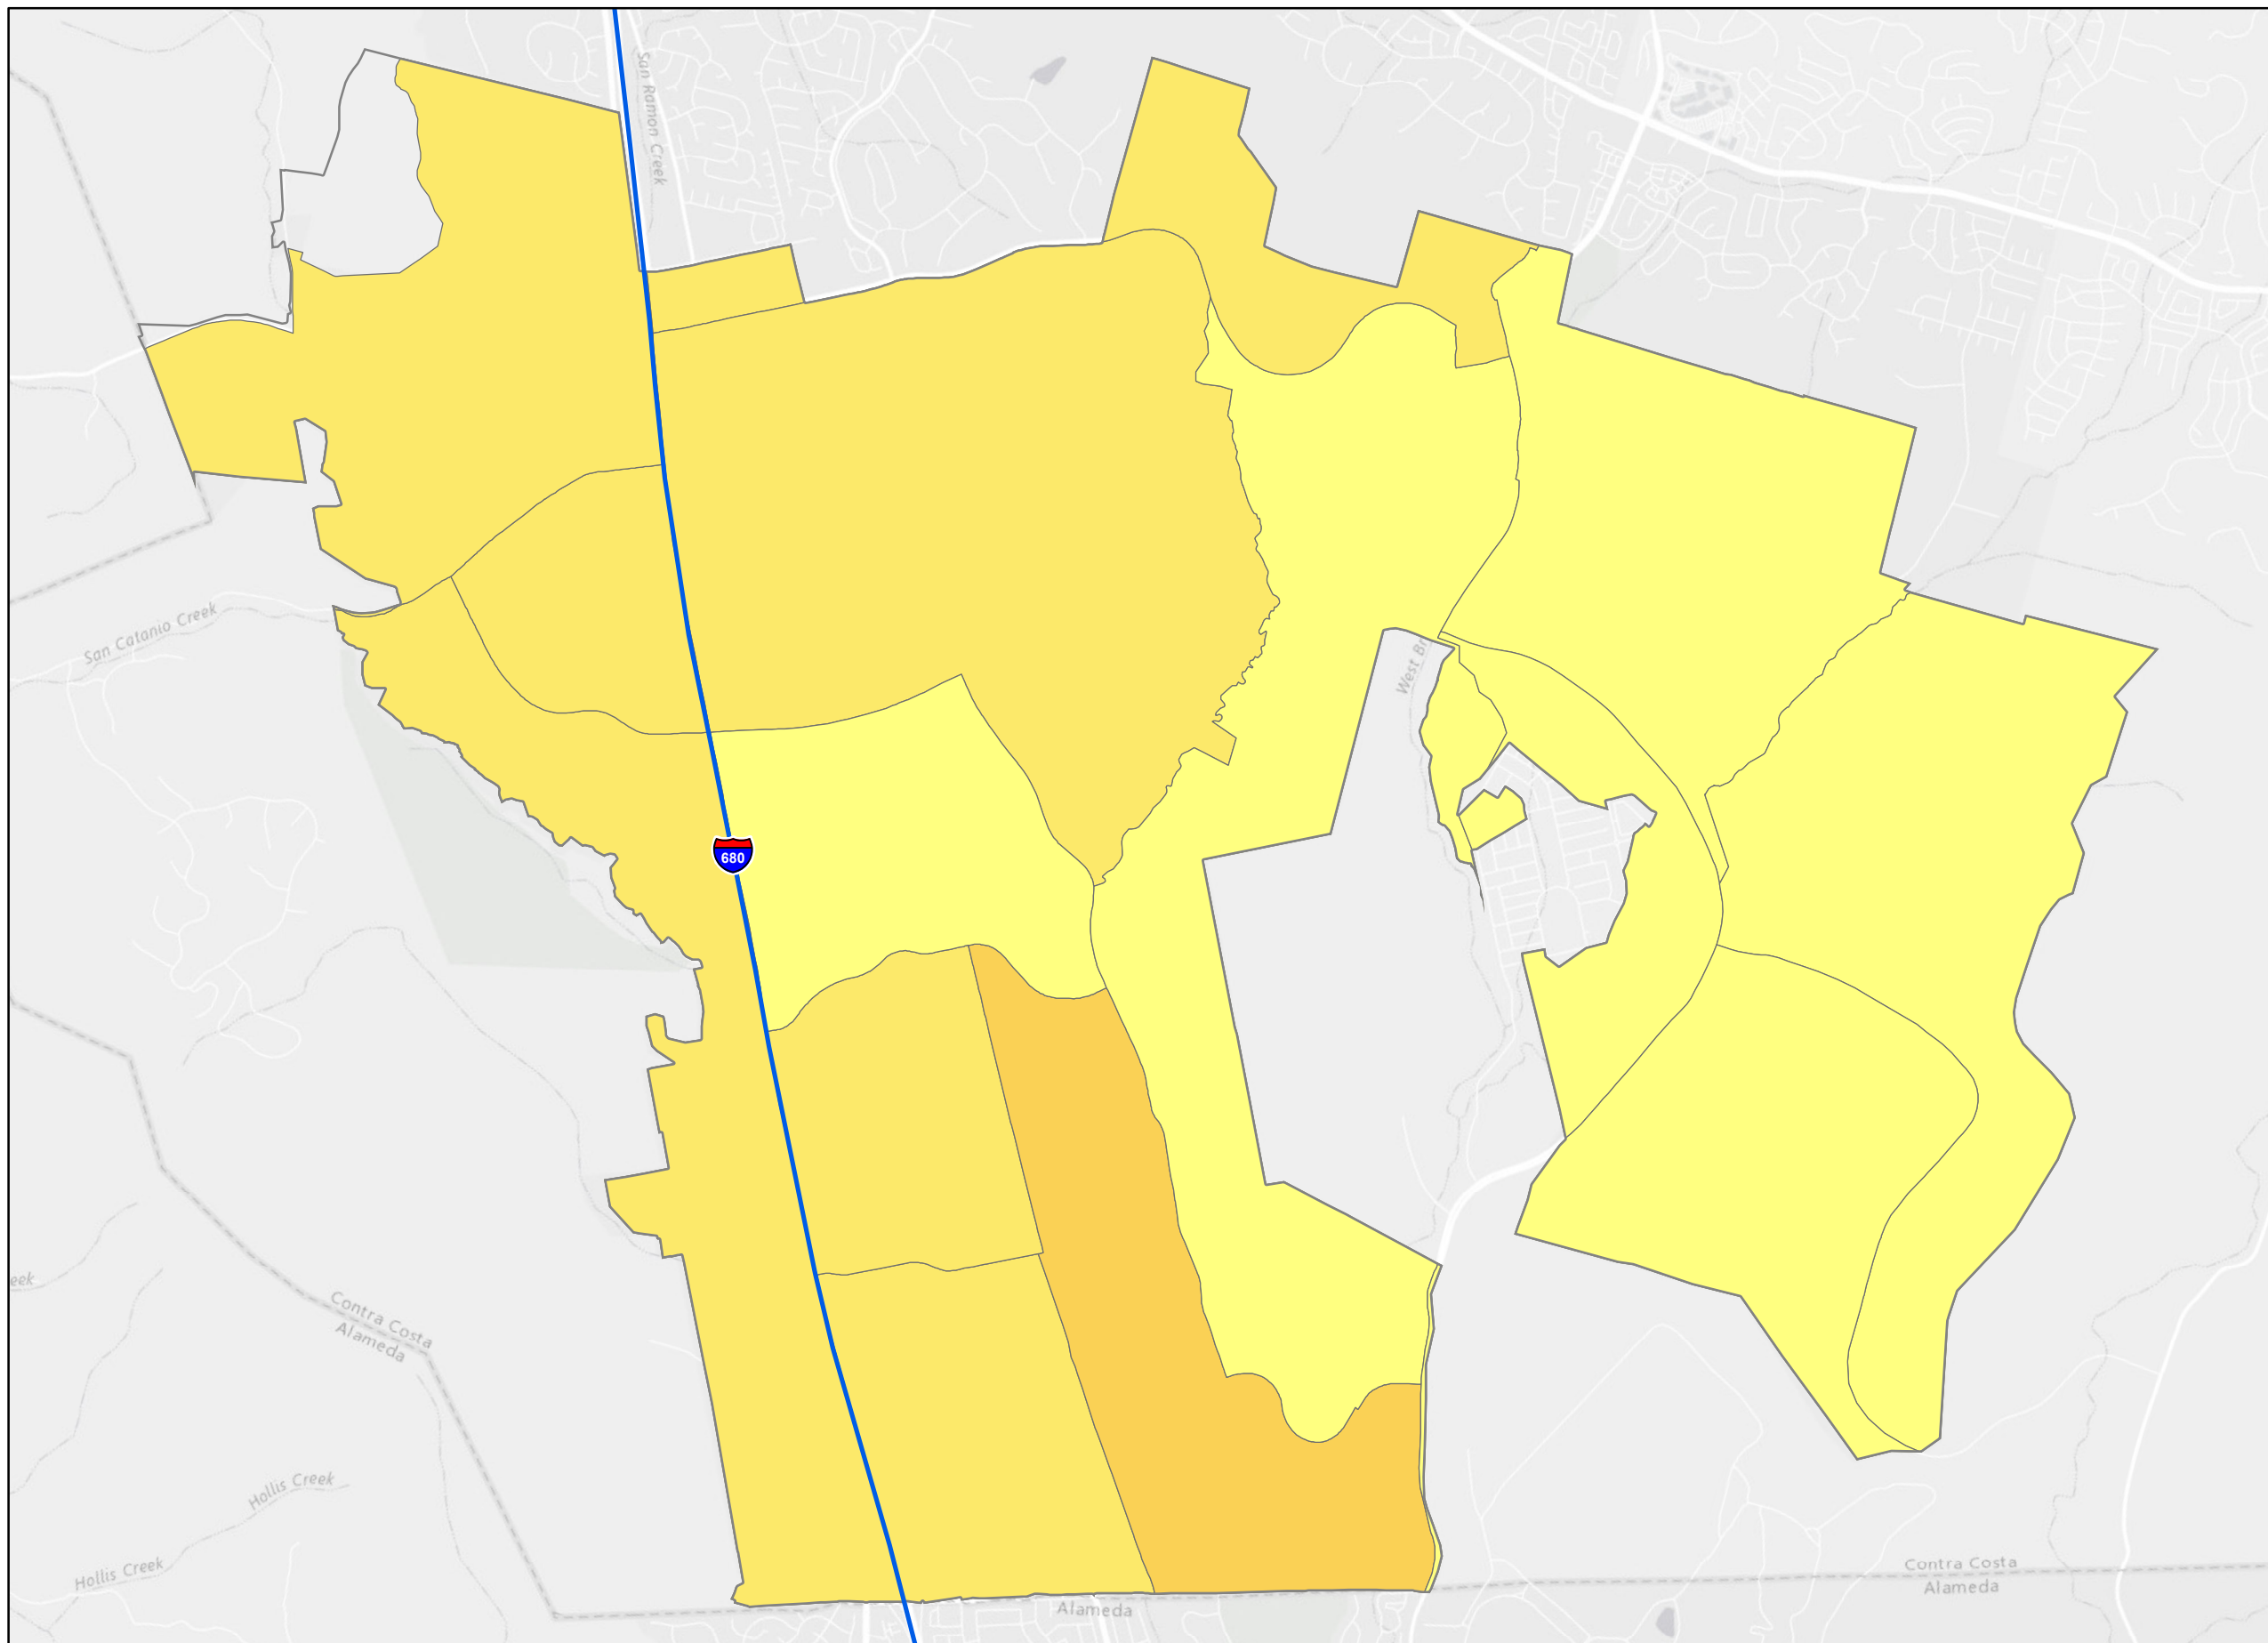 San Ramon Creek
San Catanio Creek
West Br
680
eek
Contra Costa
Alameda
Hollis Creek
Hollis Creek
Contra Costa
Alameda
Alameda